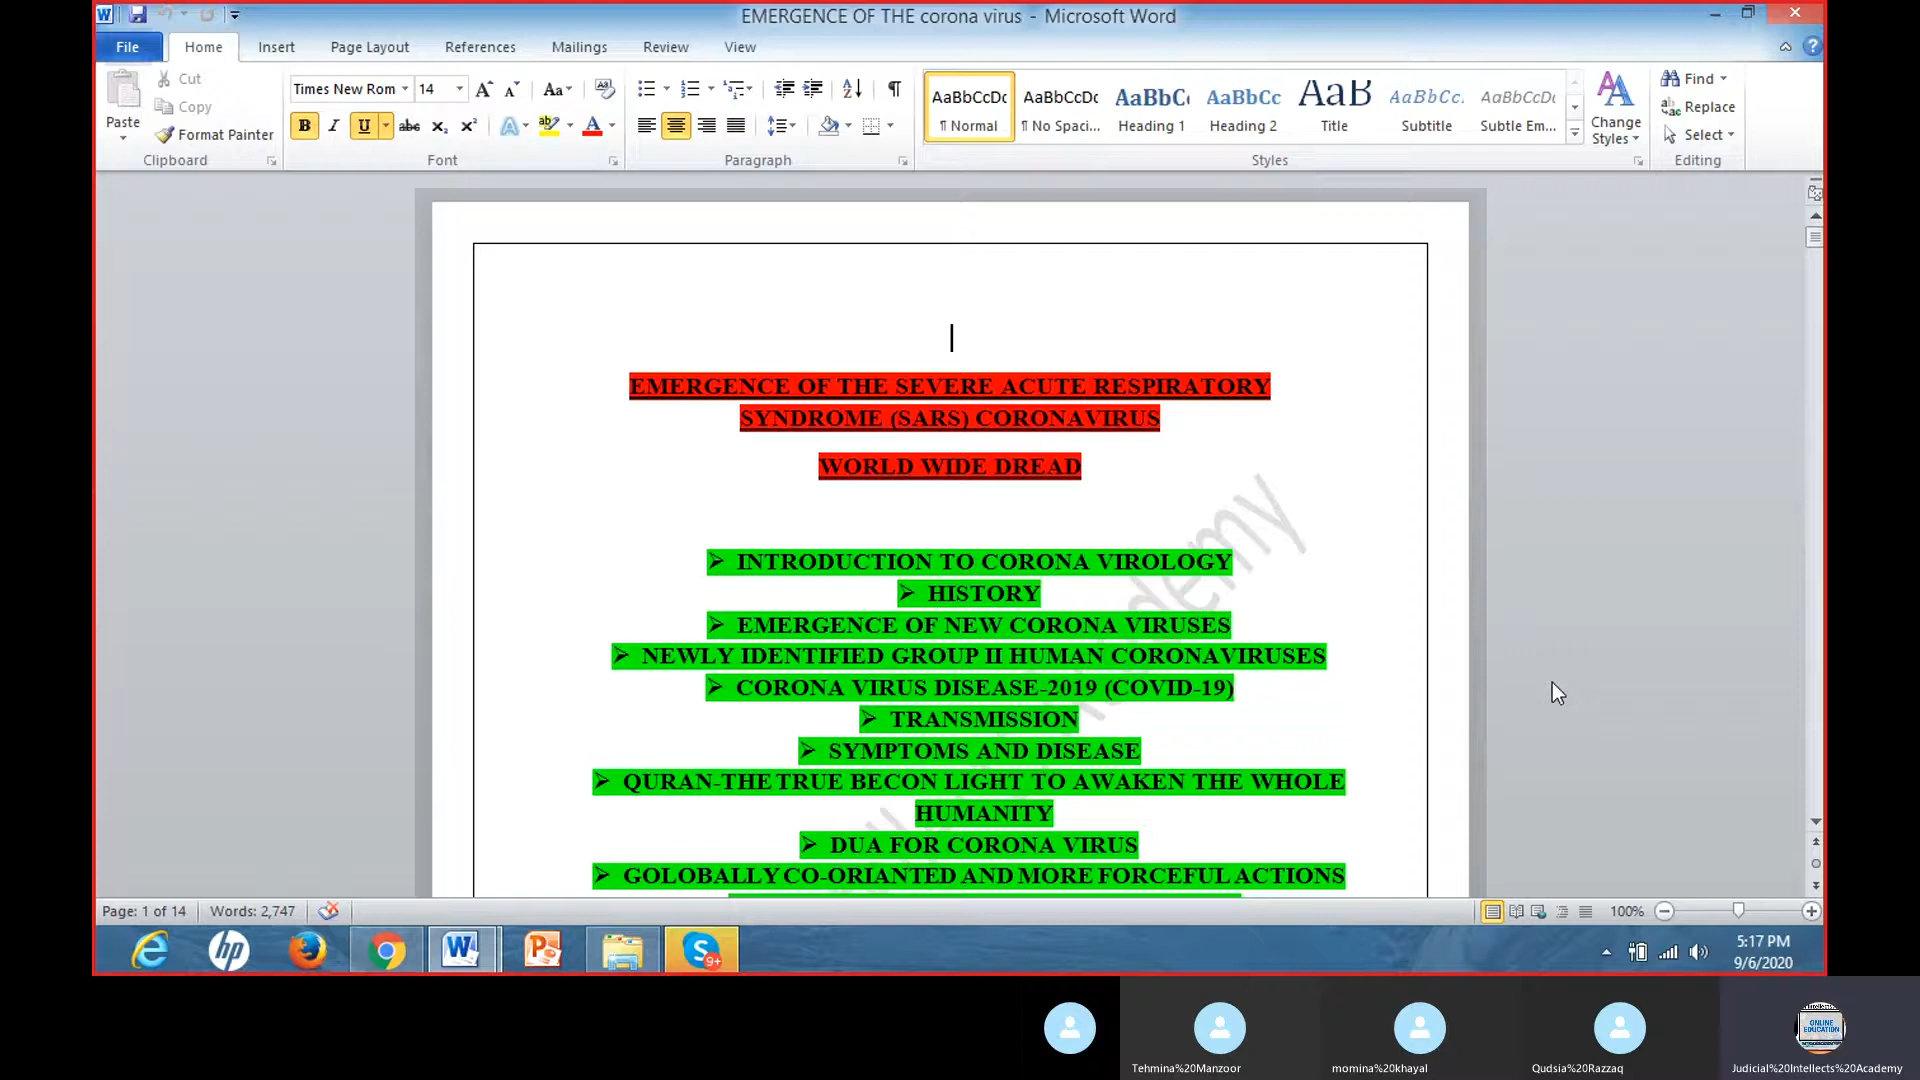 EMERGENCE OF THE corona virus - Microsoft Word
File Home Insert Page Layout References Mailings Review View
Paste
Cut
Copy
Format Painter
Clipboard
Times New Rom 14
Font
Paragraph
AaBbCcDc AaBbCcDc AaBbC AaBbCc AaB AaBbCc. AaBbCcDc
¶ Normal ¶ No Spaci... Heading 1 Heading 2 Title Subtitle Subtle Em...
Change
Styles
Styles
Find
Replace
Select
Editing
EMERGENCE OF THE SEVERE ACUTE RESPIRATORY
SYNDROME (SARS) CORONAVIRUS
WORLD WIDE DREAD
➢ INTRODUCTION TO CORONA VIROLOGY
➢ HISTORY
➢ EMERGENCE OF NEW CORONA VIRUSES
➢ NEWLY IDENTIFIED GROUP II HUMAN CORONAVIRUSES
➢ CORONA VIRUS DISEASE-2019 (COVID-19)
➢ TRANSMISSION
➢ SYMPTOMS AND DISEASE
➢ QURAN-THE TRUE BECON LIGHT TO AWAKEN THE WHOLE
HUMANITY
➢ DUA FOR CORONA VIRUS
➢ GOLOBALLY CO-ORIANTED AND MORE FORCEFUL ACTIONS
Academy
Page: 1 of 14 Words: 2,747 100%
9+
5:17 PM
9/6/2020
ONLINE
EDUCATION
Tehmina%20Manzoor momina%20khayal Qudsia%20Razzaq Judicial%20Intellects%20Academy